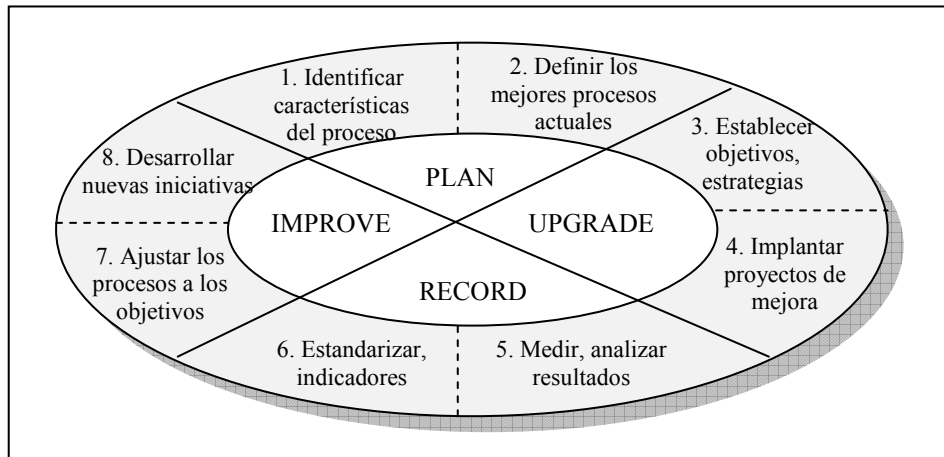 1. Identificar
características
del proceso
2. Definir los
mejores procesos
actuales
3. Establecer
objetivos,
estrategias
4. Implantar
proyectos de
mejora
5. Medir, analizar
resultados
6. Estandarizar,
indicadores
7. Ajustar los
procesos a los
objetivos
8. Desarrollar
nuevas iniciativas
PLAN
UPGRADE
RECORD
IMPROVE